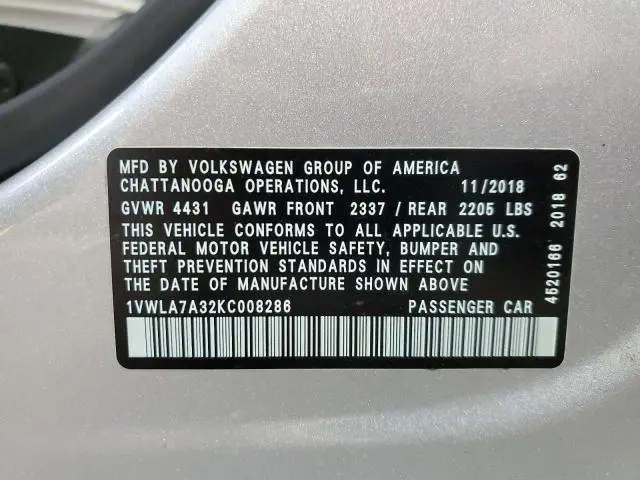 MFD BY VOLKSWAGEN GROUP OF AMERICA
CHATTANOOGA OPERATIONS, LLC. 11/2018
GVWR 4431 GAWR FRONT 2337 / REAR 2205 LBS
THIS VEHICLE CONFORMS TO ALL APPLICABLE U.S.
FEDERAL MOTOR VEHICLE SAFETY, BUMPER AND
THEFT PREVENTION STANDARDS IN EFFECT ON
THE DATE OF MANUFACTURE SHOWN ABOVE
1VWLA7A32KC008286 PASSENGER CAR
4520166 2018 62